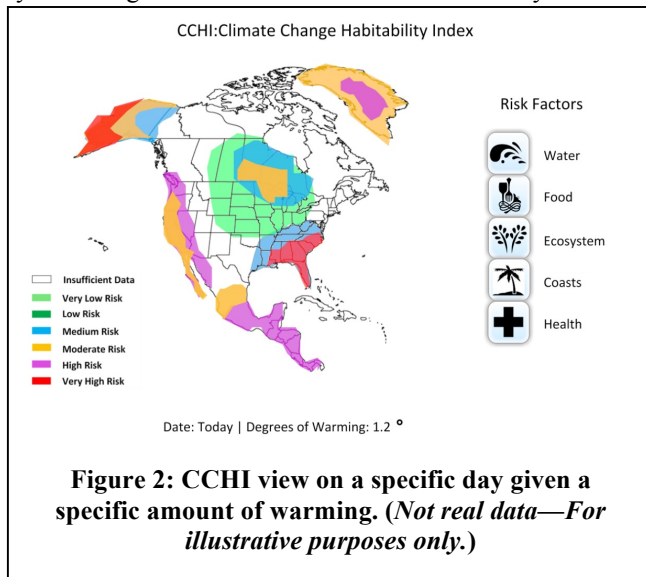 CCHI:Climate Change Habitability Index
Risk Factors
Water
Food
Ecosystem
Coasts
Health
Insufficient Data
Very Low Risk
Low Risk
Medium Risk
Moderate Risk
High Risk
Very High Risk
Date: Today | Degrees of Warming: 1.2 °
Figure 2: CCHI view on a specific day given a
specific amount of warming. (Not real data—For
illustrative purposes only.)